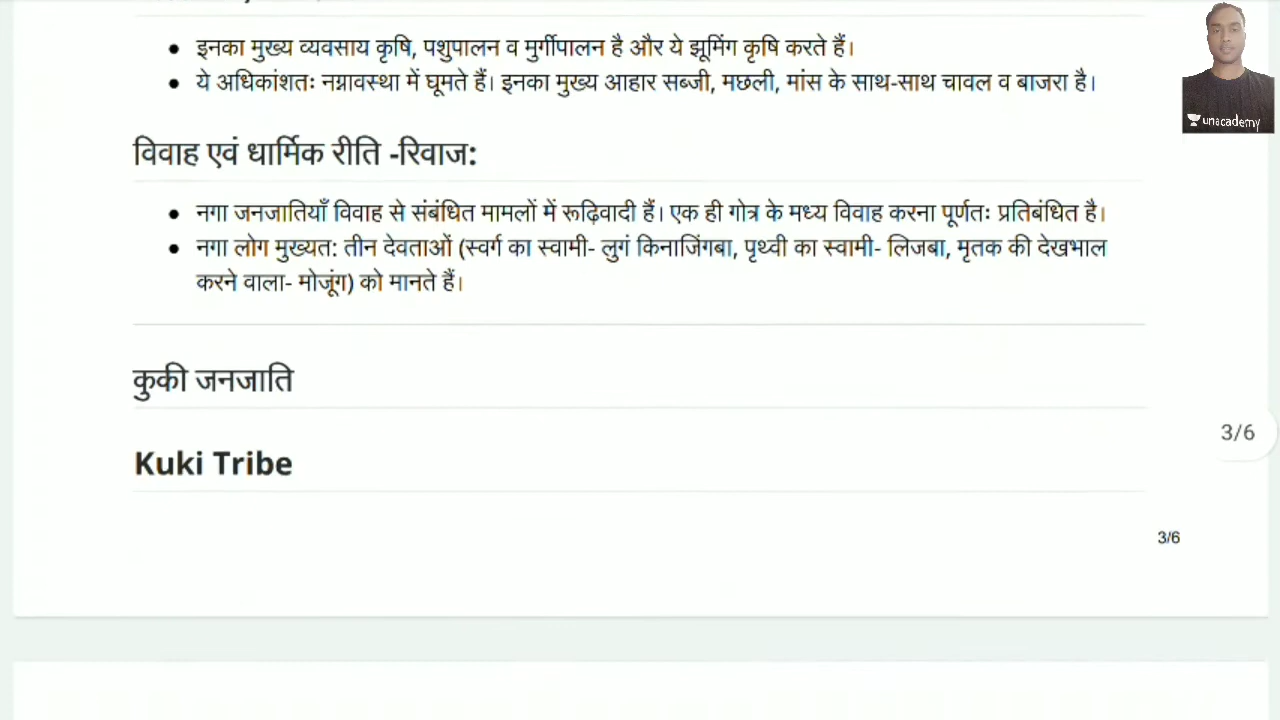 इनका मुख्य व्यवसाय कृषि, पशुपालन व मुर्गीपालन है और ये झूमिंग कृषि करते हैं।
ये अधिकांशतः नग्नावस्था में घूमते हैं। इनका मुख्य आहार सब्जी, मछली, मांस के साथ-साथ चावल व बाजरा है।
unacademy
विवाह एवं धार्मिक रीति -रिवाज:
नगा जनजातियाँ विवाह से संबंधित मामलों में रूढ़िवादी हैं। एक ही गोत्र के मध्य विवाह करना पूर्णतः प्रतिबंधित है।
नगा लोग मुख्यत: तीन देवताओं (स्वर्ग का स्वामी- लुगं किनाजिंगबा, पृथ्वी का स्वामी- लिजबा, मृतक की देखभाल
करने वाला- मोजूंग) को मानते हैं।
कुकी जनजाति
3/6
Kuki Tribe
3/6